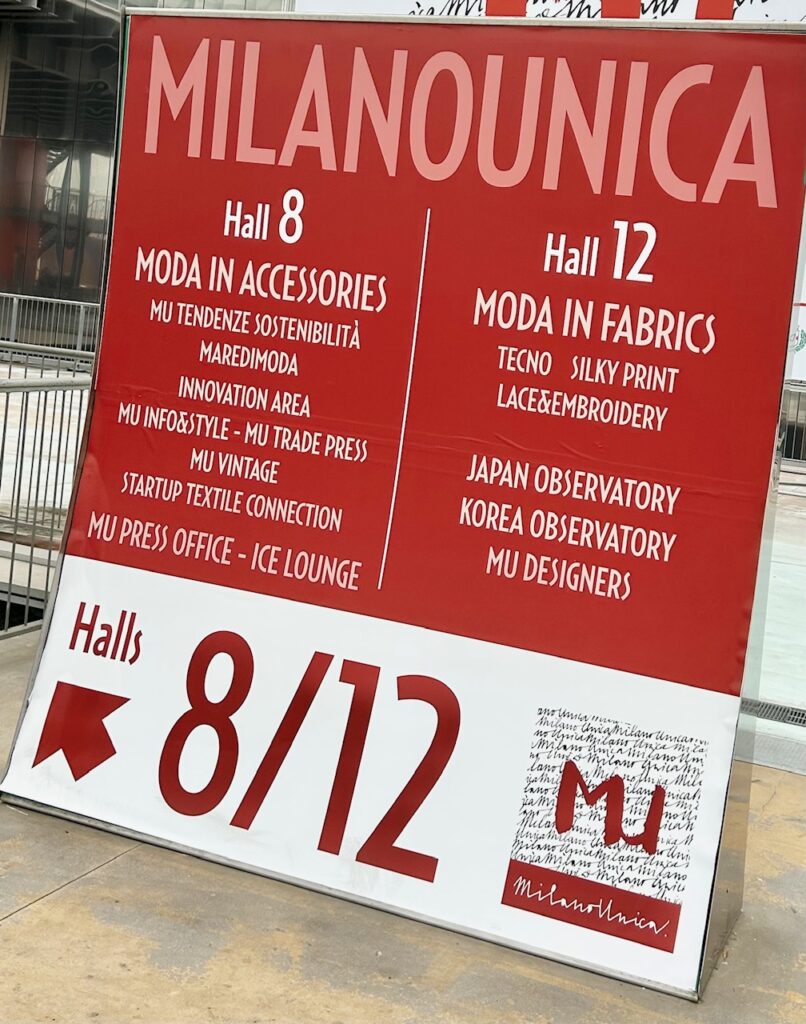 MILANOUNICA
Hall 8
MODA IN ACCESSORIES
MU TENDENZE SOSTENIBILITÀ
MAREDIMODA
INNOVATION AREA
MU INFO&STYLE - MU TRADE PRESS
MU VINTAGE
STARTUP TEXTILE CONNECTION
MU PRESS OFFICE - ICE LOUNGE
Hall 12
MODA IN FABRICS
TECNO SILKY PRINT
LACE&EMBROIDERY
JAPAN OBSERVATORY
KOREA OBSERVATORY
MU DESIGNERS
Halls
8/12
MU
MilanoUnica.